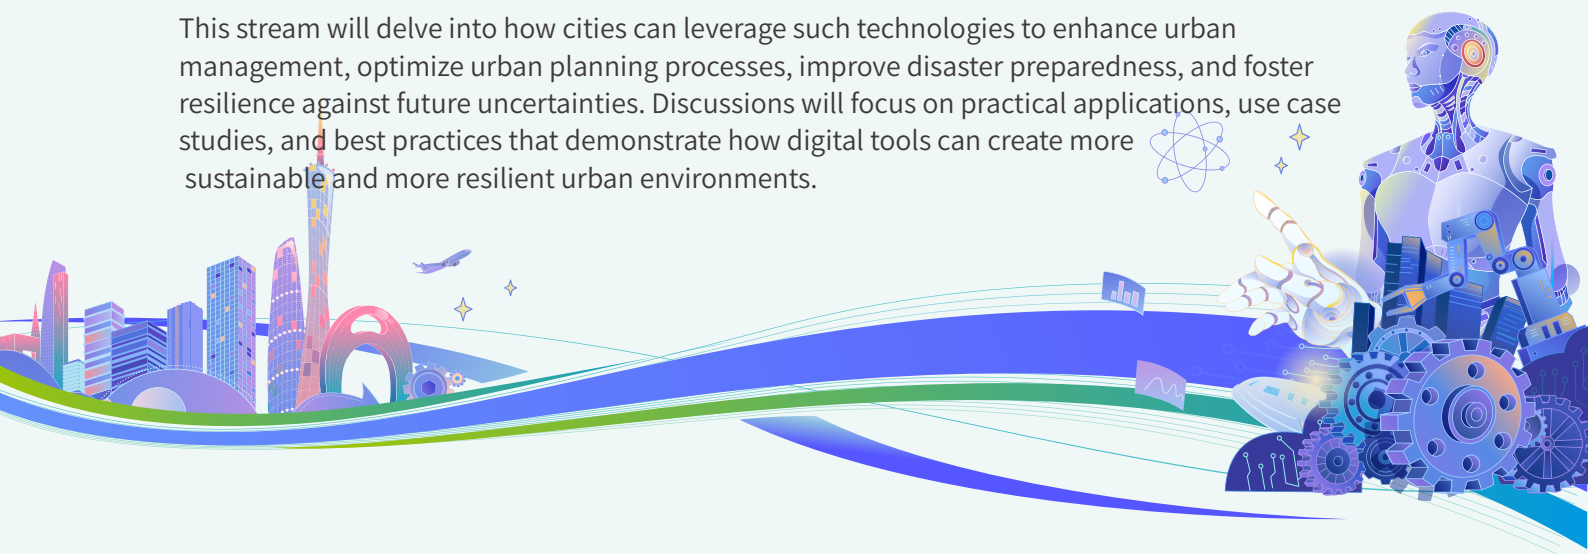 This stream will delve into how cities can leverage such technologies to enhance urban
management, optimize urban planning processes, improve disaster preparedness, and foster
resilience against future uncertainties. Discussions will focus on practical applications, use case
studies, and best practices that demonstrate how digital tools can create more
sustainable and more resilient urban environments.